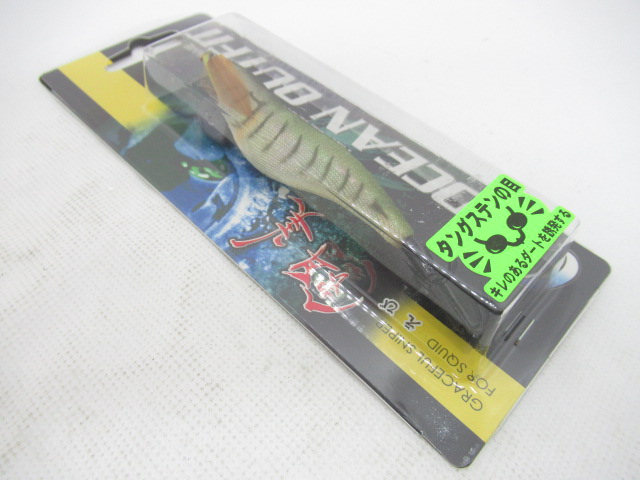 OCEAN OUTFIT
タングステンの目
キレのあるダートを誘発する
GRACEFUL SNIPER
FOR SQUID